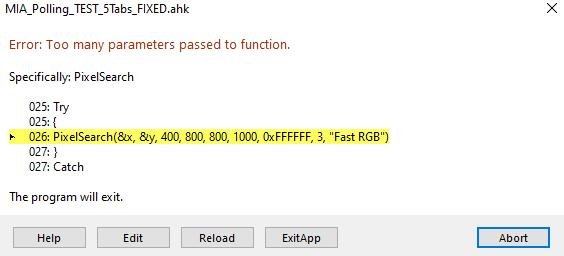 MIA_Polling_TEST_5Tabs_FIXED.ahk
Error: Too many parameters passed to function.
Specifically: PixelSearch
025: Try
025: {
026: PixelSearch(&x, &y, 400, 800, 800, 1000, 0xFFFFFF, 3, "Fast RGB")
027: }
027: Catch
The program will exit.
Help Edit Reload ExitApp Abort